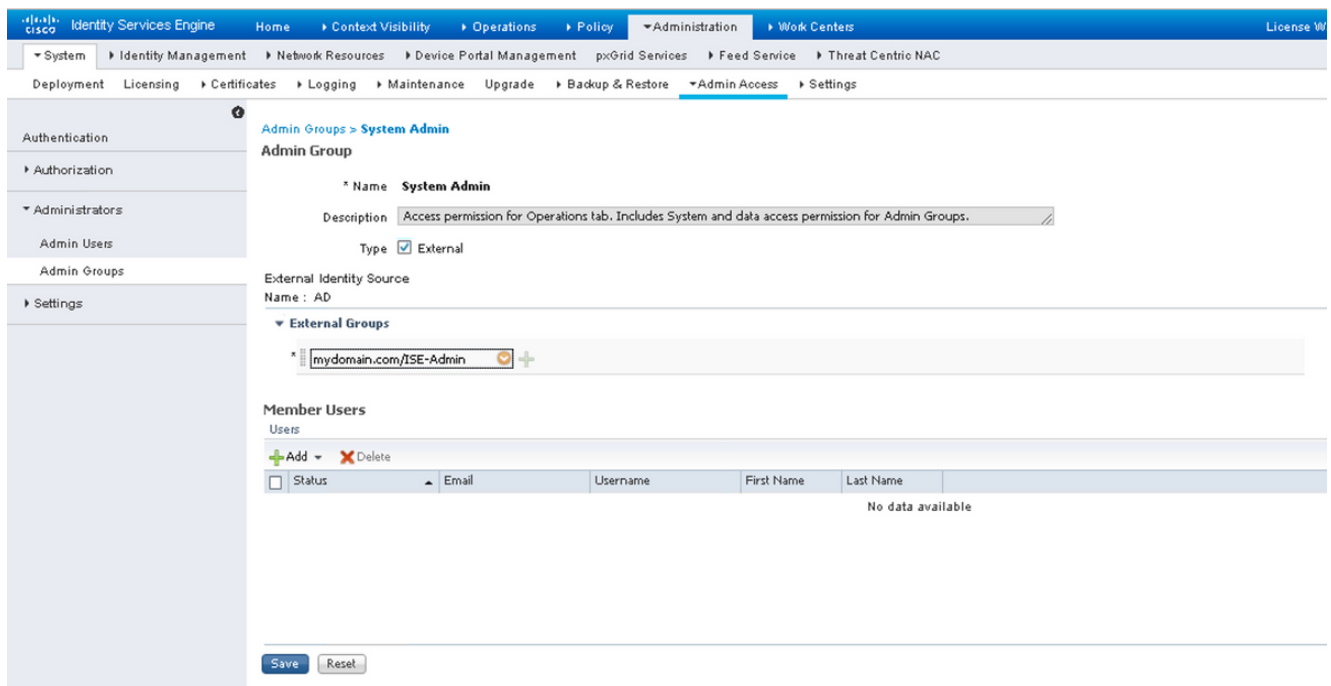 cisco Identity Services Engine Home Context Visibility Operations Policy Administration Work Centers License W
System Identity Management Network Resources Device Portal Management pxGrid Services Feed Service Threat Centric NAC
Deployment Licensing Certificates Logging Maintenance Upgrade Backup & Restore Admin Access Settings
Authentication
Authorization
Administrators
Admin Users
Admin Groups
Settings
Admin Groups > System Admin
Admin Group
* Name System Admin
Description Access permission for Operations tab. Includes System and data access permission for Admin Groups.
Type External
External Identity Source
Name : AD
External Groups
* mydomain.com/ISE-Admin
Member Users
Users
Add Delete
Status Email Username First Name Last Name
No data available
Save Reset